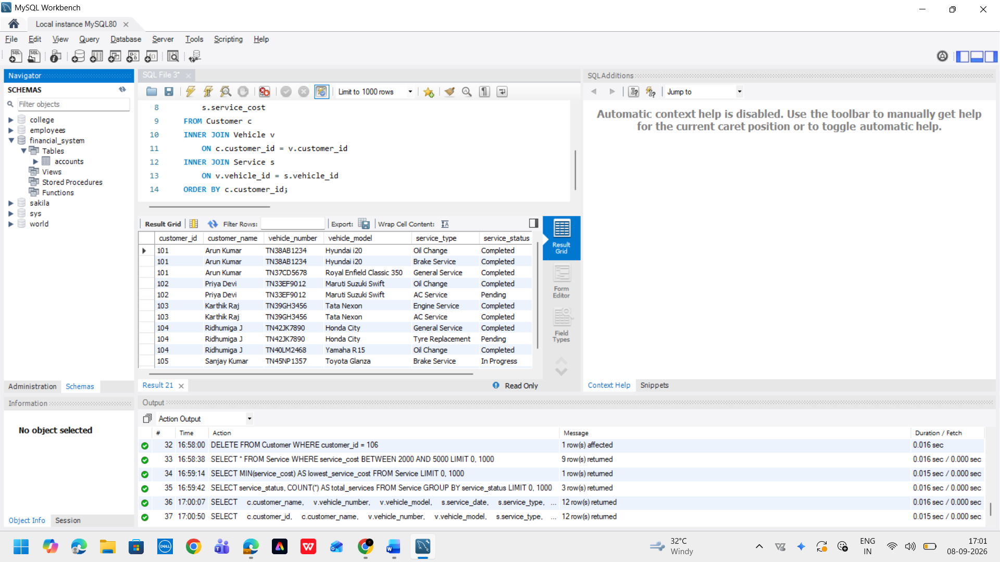 MySQL Workbench
Local instance MySQL80
File Edit View Query Database Server Tools Scripting Help
Navigator
SCHEMAS
Filter objects
college
employees
financial_system
Tables
accounts
Views
Stored Procedures
Functions
sakila
sys
world
Administration Schemas
Information
No object selected
Object Info Session
SQL File 3*
Limit to 1000 rows
8 s.service_cost
9 FROM Customer c
10 INNER JOIN Vehicle v
11 ON c.customer_id = v.customer_id
12 INNER JOIN Service s
13 ON v.vehicle_id = s.vehicle_id
14 ORDER BY c.customer_id;
Result Grid Filter Rows: Export: Wrap Cell Content:
customer_id customer_name vehicle_number vehicle_model service_type service_status
101 Arun Kumar TN38AB1234 Hyundai i20 Oil Change Completed
101 Arun Kumar TN38AB1234 Hyundai i20 Brake Service Completed
101 Arun Kumar TN37CD5678 Royal Enfield Classic 350 General Service Completed
102 Priya Devi TN33EF9012 Maruti Suzuki Swift Oil Change Completed
102 Priya Devi TN33EF9012 Maruti Suzuki Swift AC Service Pending
103 Karthik Raj TN39GH3456 Tata Nexon Engine Service Completed
103 Karthik Raj TN39GH3456 Tata Nexon AC Service Completed
104 Ridhumiga J TN42JK7890 Honda City General Service Completed
104 Ridhumiga J TN42JK7890 Honda City Tyre Replacement Pending
104 Ridhumiga J TN40LM2468 Yamaha R15 Oil Change Completed
105 Sanjay Kumar TN45NP1357 Toyota Glanza Brake Service In Progress
Result
Grid
Form
Editor
Field
Types
Result 21
Read Only
SQLAdditions
Jump to
Automatic context help is disabled. Use the toolbar to manually get help
for the current caret position or to toggle automatic help.
Context Help Snippets
Output
Action Output
# Time Action Message Duration / Fetch
32 16:58:00 DELETE FROM Customer WHERE customer_id = 106 1 row(s) affected 0.016 sec
33 16:58:38 SELECT * FROM Service WHERE service_cost BETWEEN 2000 AND 5000 LIMIT 0, 1000 9 row(s) returned 0.016 sec / 0.000 sec
34 16:59:14 SELECT MIN(service_cost) AS lowest_service_cost FROM Service LIMIT 0, 1000 1 row(s) returned 0.015 sec / 0.000 sec
35 16:59:42 SELECT service_status, COUNT(*) AS total_services FROM Service GROUP BY service_status LIMIT 0, 1000 3 row(s) returned 0.016 sec / 0.000 sec
36 17:00:07 SELECT c.customer_name, v.vehicle_number, v.vehicle_model, s.service_date, s.service_type, ... 12 row(s) returned 0.016 sec / 0.000 sec
37 17:00:50 SELECT c.customer_id, c.customer_name, v.vehicle_number, v.vehicle_model, s.service_type, ... 12 row(s) returned 0.015 sec / 0.000 sec
32°C
Windy
ENG
IN
17:01
08-09-2026